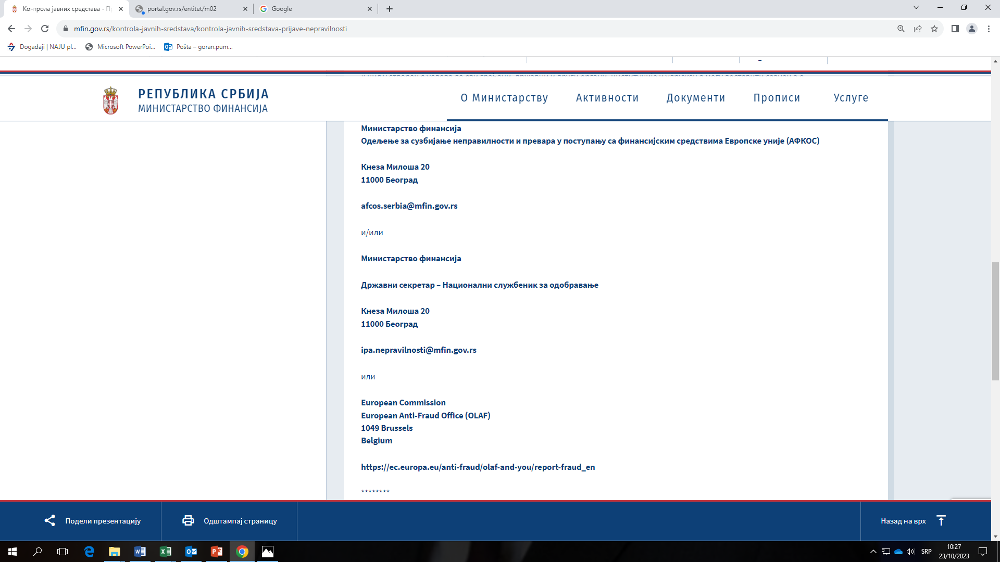 Контрола јавних средстава - П
portal.gov.rs/entitet/m02
Google
mfin.gov.rs/kontrola-javnih-sredstava/kontrola-javnih-sredstava-prijave-nepravilnosti
Događaji | NAJU pl...
Microsoft PowerPoi...
Pošta – goran.pum...
РЕПУБЛИКА СРБИЈА
МИНИСТАРСТВО ФИНАНСИЈА
О Министарству
Активности
Документи
Прописи
Услуге
Министарство финансија
Одељење за сузбијање неправилности и превара у поступању са финансијским средствима Европске уније (АФКОС)
Кнеза Милоша 20
11000 Београд
afcos.serbia@mfin.gov.rs
и/или
Министарство финансија
Државни секретар – Национални службеник за одобравање
Кнеза Милоша 20
11000 Београд
ipa.nepravilnosti@mfin.gov.rs
или
European Commission
European Anti-Fraud Office (OLAF)
1049 Brussels
Belgium
https://ec.europa.eu/anti-fraud/olaf-and-you/report-fraud_en
********
Подели презентацију
Одштампај страницу
Назад на врх
SRP
10:27
23/10/2023